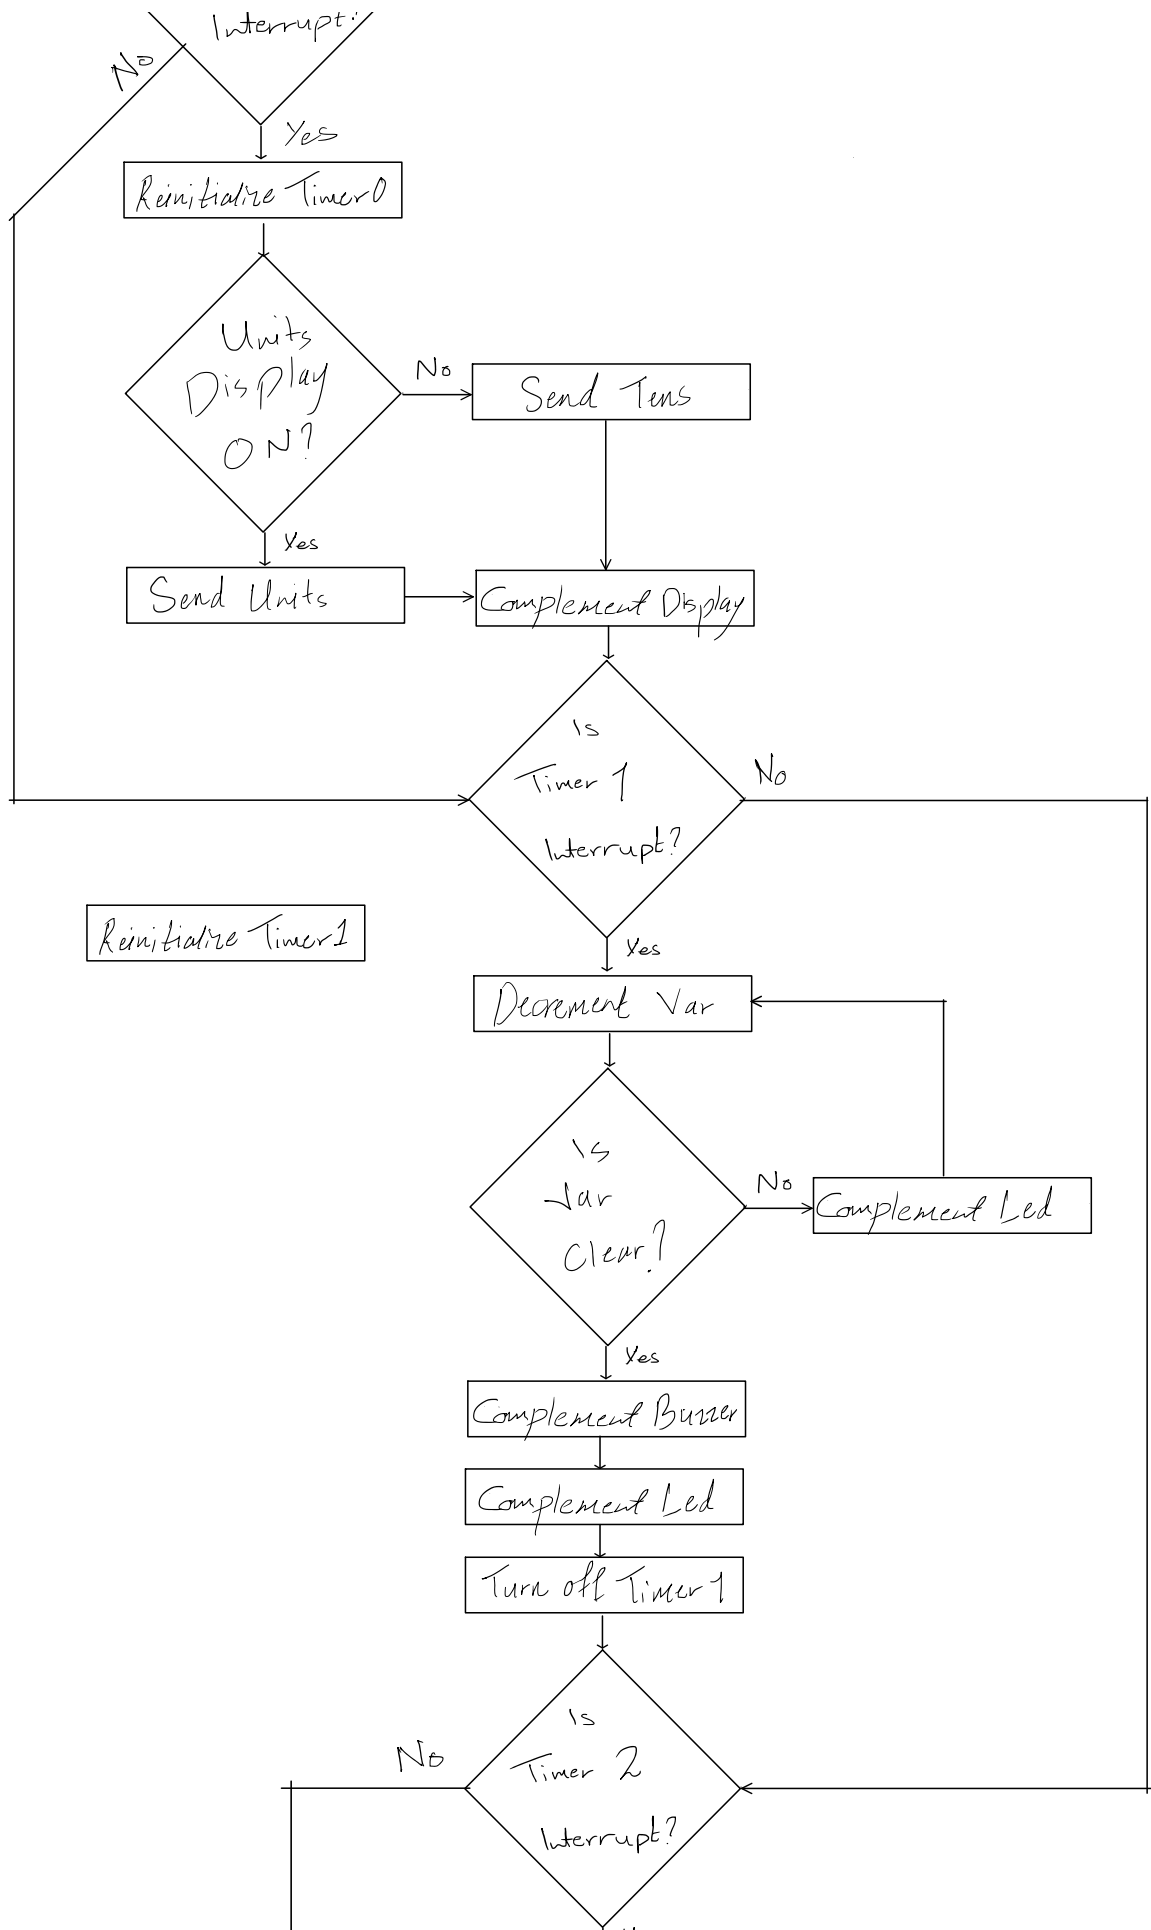 Interrupt?
No
Yes
Reinitialize Timer0
Units
Display
ON?
No
Send Tens
Yes
Send Units
Complement Display
Is
Timer 1
Interrupt?
No
Reinitialize Timer1
Yes
Decrement Var
Is
Var
Clear?
No
Complement Led
Yes
Complement Buzzer
Complement Led
Turn off Timer 1
Is
Timer 2
Interrupt?
No